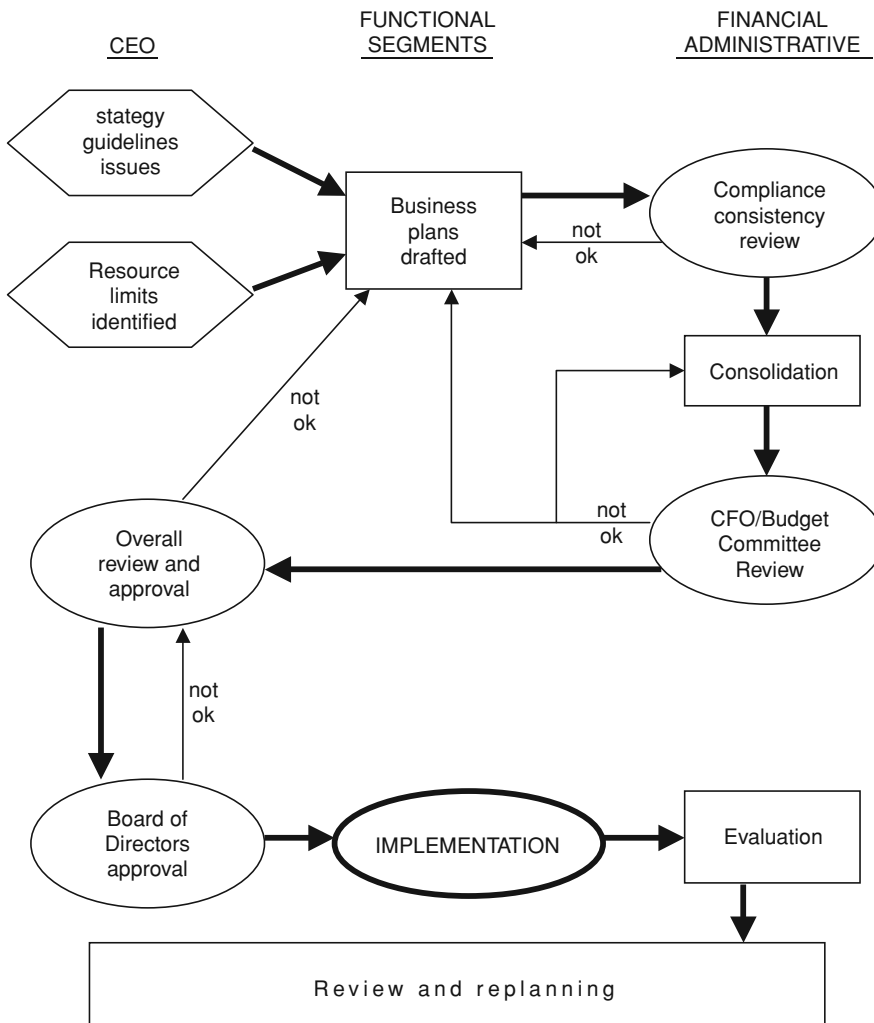 CEO
FUNCTIONAL
SEGMENTS
FINANCIAL
ADMINISTRATIVE
stategy
guidelines
issues
Resource
limits
identified
Business
plans
drafted
not
ok
Compliance
consistency
review
Consolidation
not
ok
not
ok
CFO/Budget
Committee
Review
Overall
review and
approval
not
ok
Board of
Directors
approval
IMPLEMENTATION
Evaluation
Review and replanning